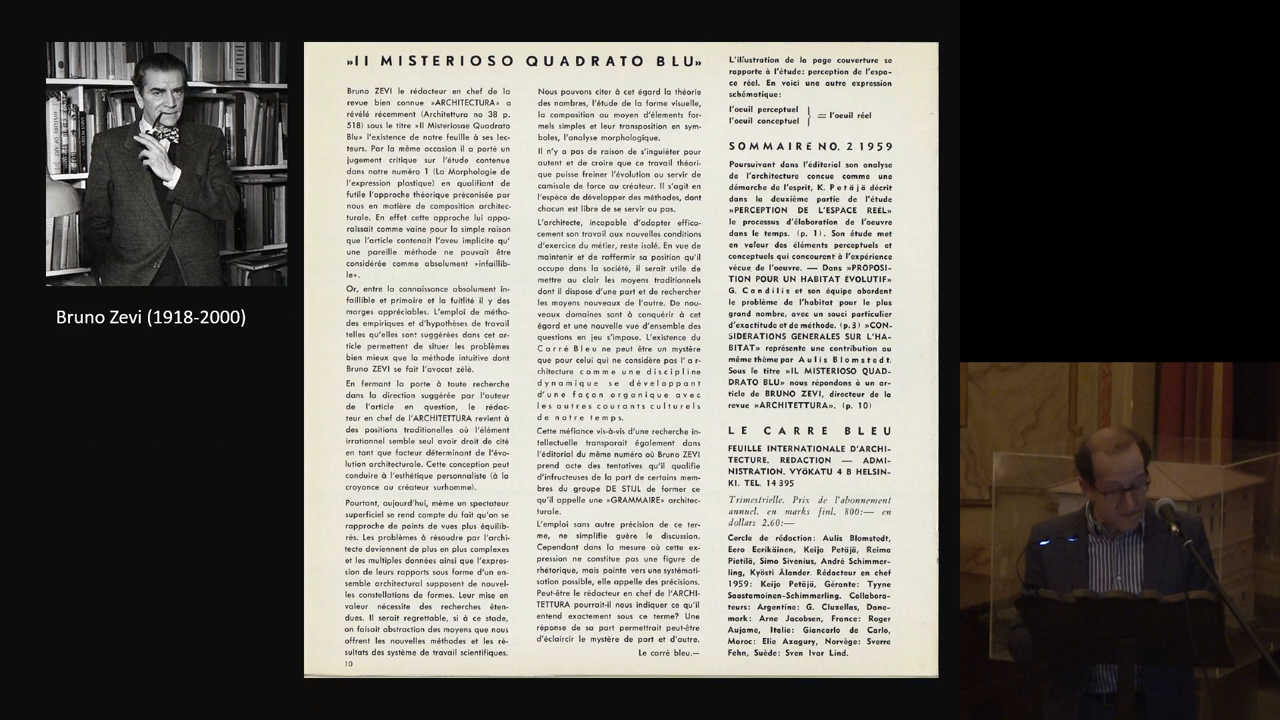 Bruno Zevi (1918-2000)
»Il MISTERIOSO QUADRATO BLU»
Bruno ZEVI le rédacteur en chef de la
revue bien connue »ARCHITECTURA» a
révélé récemment (Architettura no 38 p.
518) sous le titre »Il Misterioso Quadrato
Blu» l'existence de notre feuille à ses lec-
teurs. Par la même occasion il a porté un
jugement critique sur l'étude contenue
dans notre numéro 1 (La Morphologie de
l'expression plastique) en qualifiant de
futile l'approche théorique préconisée par
nous en matière de composition architec-
turale. En effet cette approche lui appa-
raissait comme vaine pour la simple raison
que l'article contenait l'aveu implicite qu'
une pareille méthode ne pouvait être
considérée comme absolument »infaillib-
le».
Or, entre la connaissance absolument in-
faillible et primaire et la fuitlité il y des
marges appréciables. L'emploi de métho-
des empiriques et d'hypothèses de travail
telles qu'elles sont suggérées dans cet ar-
ticle permettent de situer les problèmes
bien mieux que la méthode intuitive dont
Bruno ZEVI se fait l'avocat zélé.
En fermant la porte à toute recherche
dans la direction suggérée par l'auteur
de l'article en question, le rédac-
teur en chef de l'ARCHITETTURA revient à
des positions traditionelles où l'élément
irrationnel semble seul avoir droit de cité
en tant que facteur déterminant de l'évo-
lution architecturale. Cette conception peut
conduire à l'esthétique personnaliste (à la
croyance au créateur surhomme).
Pourtant, aujourd'hui, mème un spectateur
superficiel se rend compte du fait qu'on se
rapproche de points de vues plus équilib-
rés. Les problèmes à résoudre par l'archi-
tecte deviennent de plus en plus complexes
et les multiples données ainsi que l'expres-
sion de leurs rapports sous forme d'un en-
semble architectural supposent de nouvel-
les constellations de formes. Leur mise en
valeur nécessite des recherches éten-
dues. Il serait regrettable, si à ce stade,
on faisait abstraction des moyens que nous
offrent les nouvelles méthodes et les ré-
sultats des système de travail scientifiques.
10
Nous pouvons citer à cet égard la théorie
des nombres, l'étude de la forme visuelle,
la composition au moyen d'élements for-
mels simples et leur transposition en sym-
boles, l'analyse morphologique.
Il n'y a pas de raison de s'inguiéter pour
autant et de croire que ce travail théori-
que puisse freiner l'évolution ou servir de
camisole de force au créateur. Il s'agit en
l'espèce de développer des méthodes, dont
chacun est libre de se servir ou pas.
L'architecte, incapable d'adapter effica-
cement son travail aux nouvelles conditions
d'exercice du métier, reste isolé. En vue de
maintenir et de raffermir sa position qu'il
occupe dans la société, il serait utile de
mettre au clair les moyens traditionnels
dont il dispose d'une part et de rechercher
les moyens nouveaux de l'autre. De nou-
veaux domaines sont à conquérir à cet
égard et une nouvelle vue d'ensemble des
questions en jeu s'impose. L'existence du
Carré Bleu ne peut être un mystère
que pour celui qui ne considère pas l'ar-
chitecture comme une discipline
dynamique se développant
d'une façon organique avec
les autres courants culturels
de notre temps.
Cette méfiance vis-à-vis d'une recherche in-
tellectuelle transparait également dans
l'éditorial du même numéro où Bruno ZEVI
prend acte des tentatives qu'il qualifie
d'infructueses de la part de certains mem-
bres du groupe DE STIJL de former ce
qu'il appelle une »GRAMMAIRE» architec-
turale.
L'emploi sans autre précision de ce ter-
me, ne simplifie guère le discussion.
Cependant dans la mesure où cette ex-
pression ne constitue pas une figure de
rhétorique, mais pointe vers une systémati-
sation possible, elle appelle des précisions.
Peut-être le rédacteur en chef de l'ARCHI-
TETTURA pourrait-il nous indiquer ce qu'il
entend exactement sous ce terme? Une
réponse de sa part permettrait peut-être
d'éclaircir le mystère de part et d'autre.
Le carré bleu.—
L'illustration de la page couverture se
rapporte à l'étude: perception de l'espa-
ce réel. En voici une autre expression
schématique:
l'oeuil perceptuel
l'oeuil conceptuel } = l'oeuil réel
SOMMAIRE NO. 2 1959
Poursuivant dans l'éditorial son analyse
de l'architecture concue comme une
démarche de l'esprit, K. Petäjä décrit
dans la deuxième partie de l'étude
»PERCEPTION DE L'ESPACE REEL»
le processus d'élaboration de l'oeuvre
dans le temps. (p. 1). Son étude met
en valeur des éléments perceptuels et
conceptuels qui concourent à l'expérience
vécue de l'oeuvre. — Dans »PROPOSI-
TION POUR UN HABITAT EVOLUTIF»
G. Candilis et son équipe abordent
le problème de l'habitat pour le plus
grand nombre, avec un souci particulier
d'exactitude et de méthode. (p.3) »CON-
SIDERATIONS GENERALES SUR L'HA-
BITAT» représente une contribution au
même thème par Aulis Blomstedt.
Sous le titre »IL MISTERIOSO QUAD-
RATO BLU» nous répondons à un ar-
ticle de BRUNO ZEVI, directeur de la
revue »ARCHITETTURA». (p. 10)
LE CARRE BLEU
FEUILLE INTERNATIONALE D'ARCHI-
TECTURE. REDACTION — ADMI-
NISTRATION. VYÖKATU 4 B HELSIN-
KI. TEL. 14 395
Trimestrielle. Prix de l'abonnement
annuel. en marks finl. 800:— en
dollars 2.60:—
Cercle de rédaction: Aulis Blomstedt,
Eero Eerikäinen, Keijo Petäjä, Reima
Pietilä, Simo Sivenius, André Schimmer-
ling, Kyösti Ålander. Rédacteur en chef
1959: Keijo Petäjä, Gérante: Tyyne
Saastamoinen-Schimmerling. Collabora-
teurs: Argentine: G. Cluzellas, Dane-
mark: Arne Jacobsen, France: Roger
Aujame, Italie: Giancarlo de Carlo,
Maroc: Elie Azagury, Norvège: Sverre
Fehn, Suède: Sven Ivar Lind.